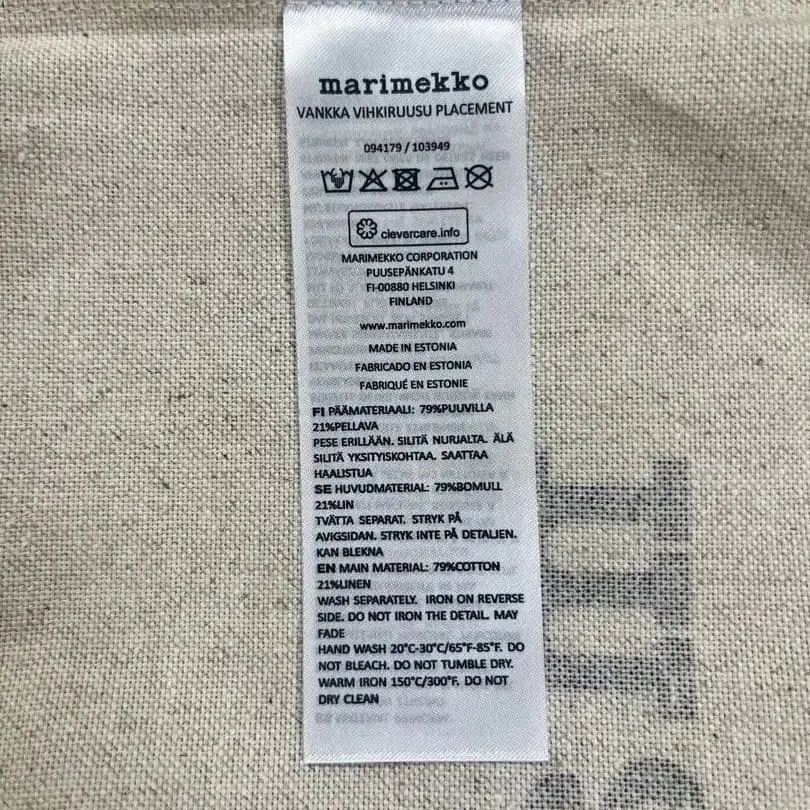 marimekko
VANKKA VIHKIRUUSU PLACEMENT
094179 / 103949
clevercare.info
MARIMEKKO CORPORATION
PUUSEPÄNKATU 4
FI-00880 HELSINKI
FINLAND
www.marimekko.com
MADE IN ESTONIA
FABRICADO EN ESTONIA
FABRIQUÉ EN ESTONIE
FI PÄÄMATERIAALI: 79%PUUVILLA
21%PELLAVA
PESE ERILLÄÄN. SILITÄ NURJALTA. ÄLÄ
SILITÄ YKSITYISKOHTAA. SAATTAA
HAALISTUA
SE HUVUDMATERIAL: 79%BOMULL
21%LIN
TVÄTTA SEPARAT. STRYK PÅ
AVIGSIDAN. STRYK INTE PÅ DETALJEN.
KAN BLEKNA
EN MAIN MATERIAL: 79%COTTON
21%LINEN
WASH SEPARATELY. IRON ON REVERSE
SIDE. DO NOT IRON THE DETAIL. MAY
FADE
HAND WASH 20°C-30°C/65°F-85°F. DO
NOT BLEACH. DO NOT TUMBLE DRY.
WARM IRON 150°C/300°F. DO NOT
DRY CLEAN